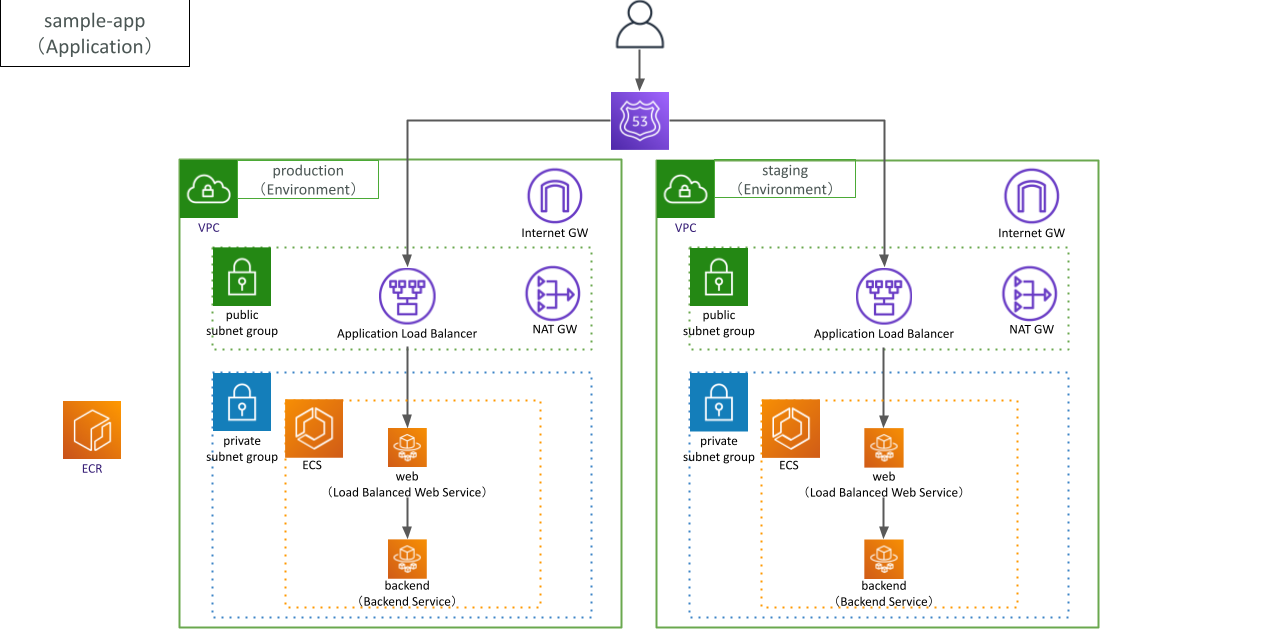 sample-app
（Application）
53
production
（Environment）
VPC
Internet GW
public
subnet group
Application Load Balancer
NAT GW
private
subnet group
ECS
web
（Load Balanced Web Service）
backend
（Backend Service）
staging
（Environment）
VPC
Internet GW
public
subnet group
Application Load Balancer
NAT GW
private
subnet group
ECS
web
（Load Balanced Web Service）
backend
（Backend Service）
ECR